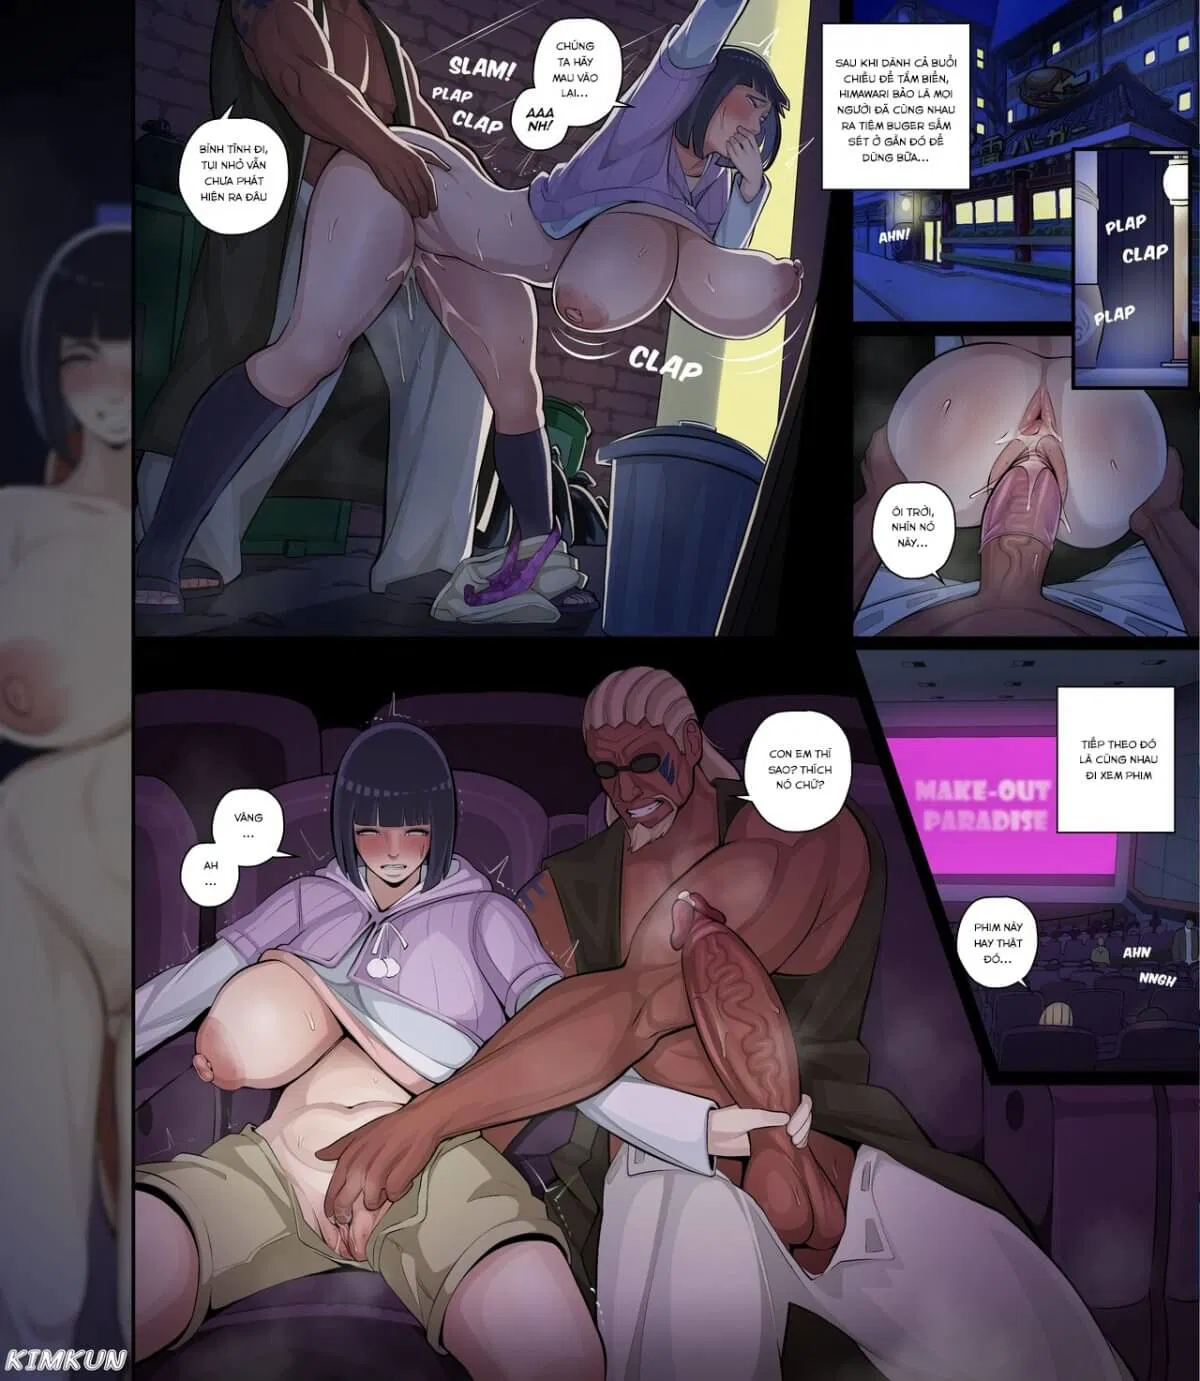 SAU KHI DÀNH CẢ BUỔI
CHIỀU ĐỂ TẮM BIỂN,
HIMAWARI BẢO LÀ MỌI
NGƯỜI ĐÃ CÙNG NHAU
RA TIỆM BUGER SẤM
SÉT Ở GẦN ĐÓ ĐỂ
DÙNG BỮA...
AHN!
PLAP
CLAP
PLAP
CHÚNG
TA HÃY
MAU VÀO
LẠI...
AAA
NH!
SLAM!
PLAP
CLAP
BÌNH TĨNH ĐI,
TỤI NHỎ VẪN
CHƯA PHÁT
HIỆN RA ĐÂU
CLAP
ÔI TRỜI,
NHÌN NÓ
NÀY...
TIẾP THEO ĐÓ
LÀ CÙNG NHAU
ĐI XEM PHIM
MAKE-OUT
PARADISE
PHIM NÀY
HAY THẬT
ĐÓ...
AHN
NNGH
CON EM THÌ
SAO? THÍCH
NÓ CHỨ?
VÂNG
...
AH
...
KIMKUN